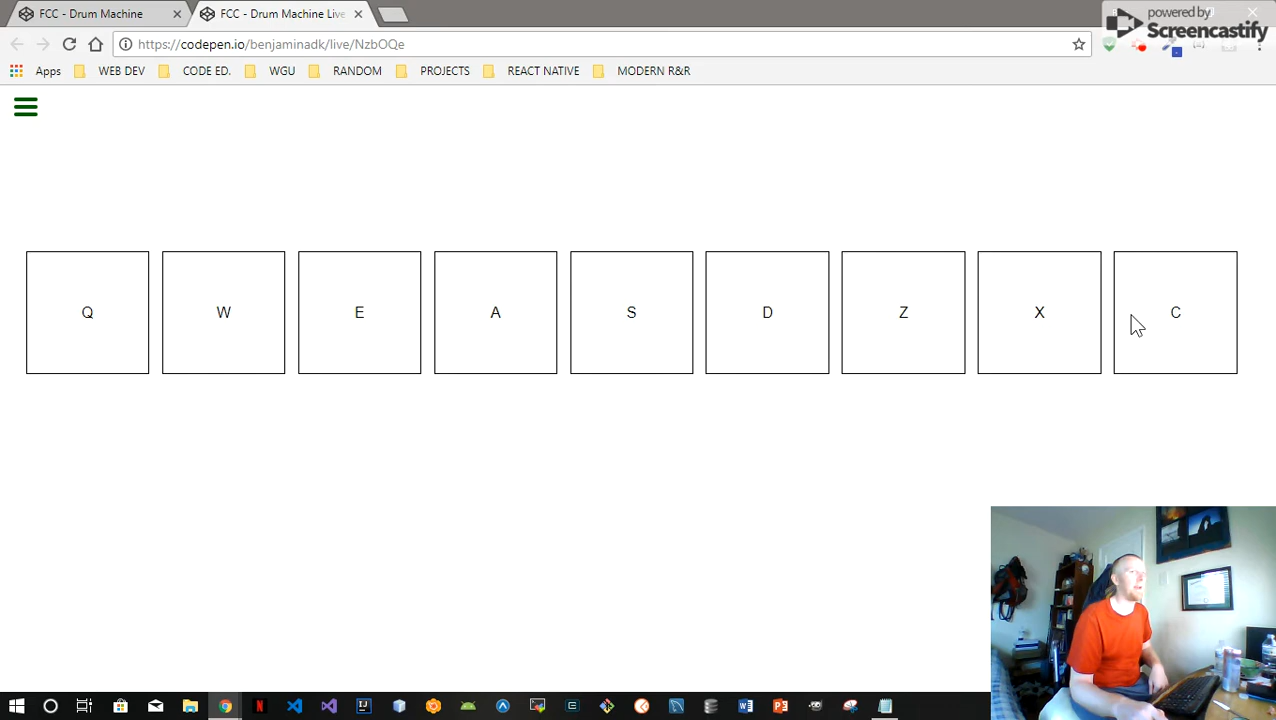 FCC - Drum Machine
FCC - Drum Machine Live
powered by
Screencastify
https://codepen.io/benjaminadk/live/NzbOQe
Apps WEB DEV CODE ED. WGU RANDOM PROJECTS REACT NATIVE MODERN R&R
Q W E A S D Z X C